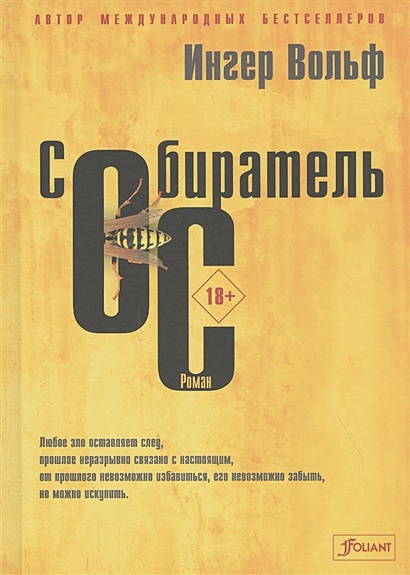 АВТОР МЕЖДУНАРОДНЫХ БЕСТСЕЛЛЕРОВ
Ингер Вольф
Собиратель
ОС
18+
Роман
Любое зло оставляет след,
прошлое неразрывно связано с настоящим,
от прошлого невозможно избавиться, его невозможно забыть,
но можно искупить.
FOLIANT